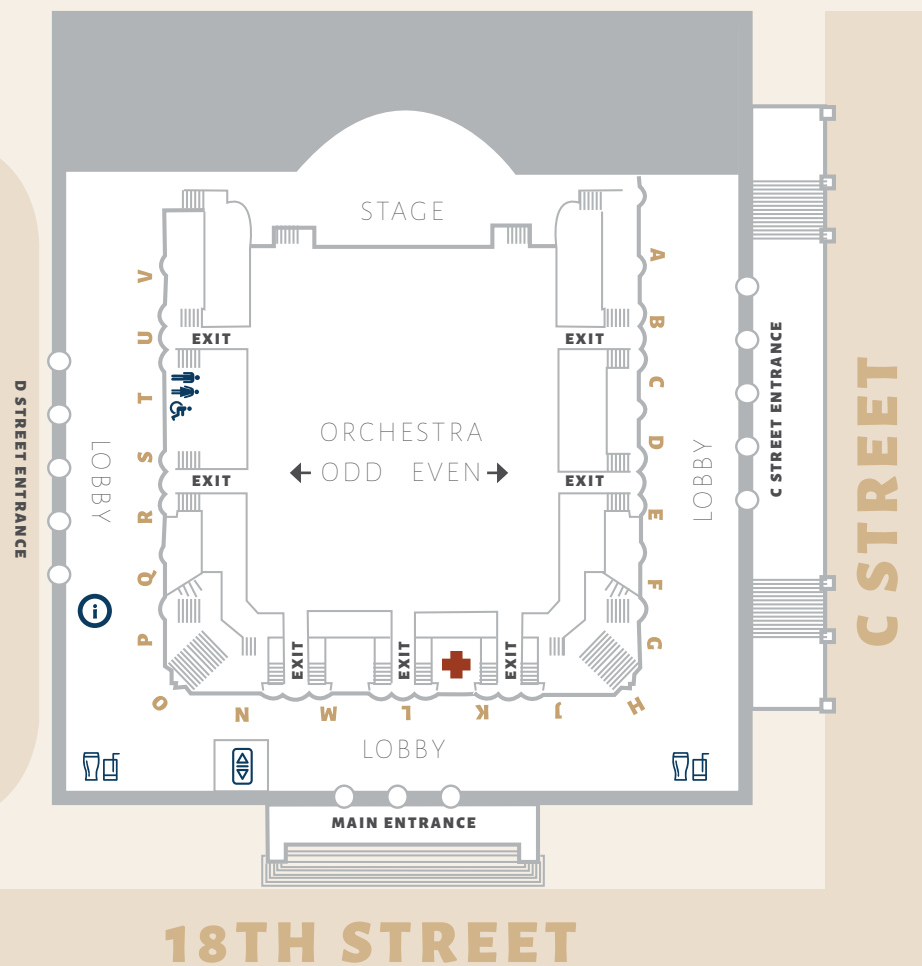 STAGE
A
V
B
U
EXIT
EXIT
C
T
D STREET ENTRANCE
C STREET ENTRANCE
C STREET
ORCHESTRA
ODD EVEN
D
S
LOBBY
LOBBY
EXIT
EXIT
R
E
Q
F
i
P
G
EXIT
EXIT
EXIT
O
N
M
L
K
J
H
LOBBY
MAIN ENTRANCE
18TH STREET